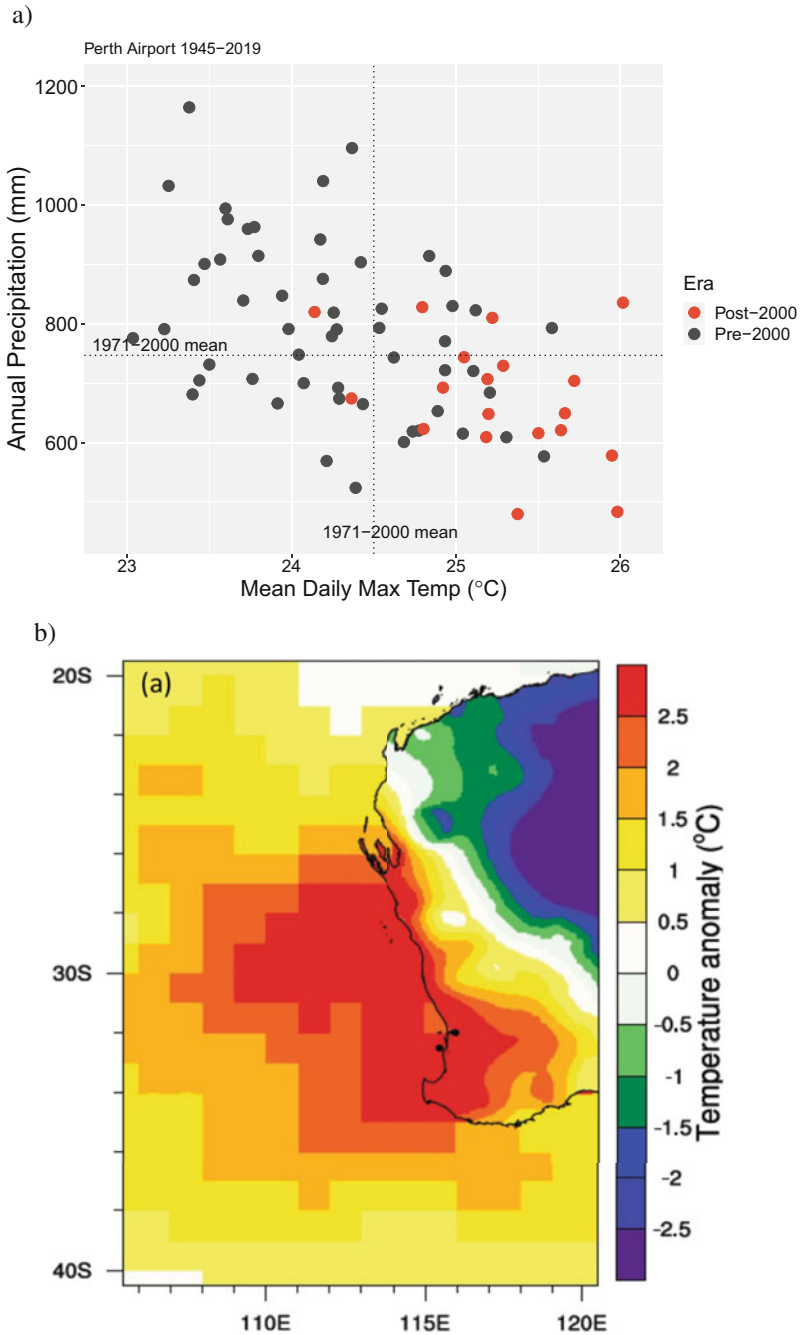 a)
Perth Airport 1945−2019
1200
1000
800
600
Annual Precipitation (mm)
1971−2000 mean
1971−2000 mean
23
24
25
26
Mean Daily Max Temp (°C)
Era
Post−2000
Pre−2000
b)
(a)
20S
30S
40S
110E
115E
120E
2.5
2
1.5
1
0.5
0
-0.5
-1
-1.5
-2
-2.5
Temperature anomaly (°C)